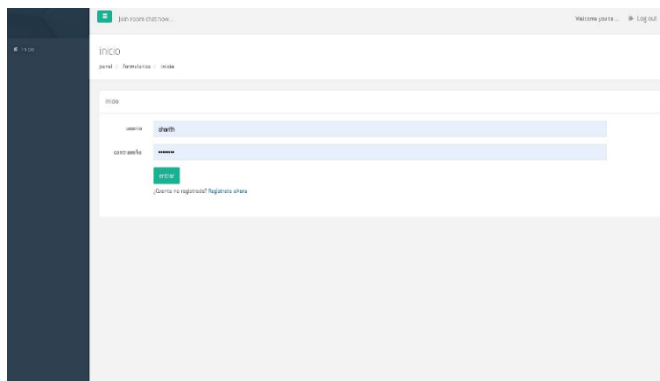 Join room chat now...
Welcome you to ...
Log out
inicio
inicio
panel / formularios / inicio
inicio
usuario
sharith
contraseña
••••••••
entrar
¿Cuenta no registrada? Regístrate ahora